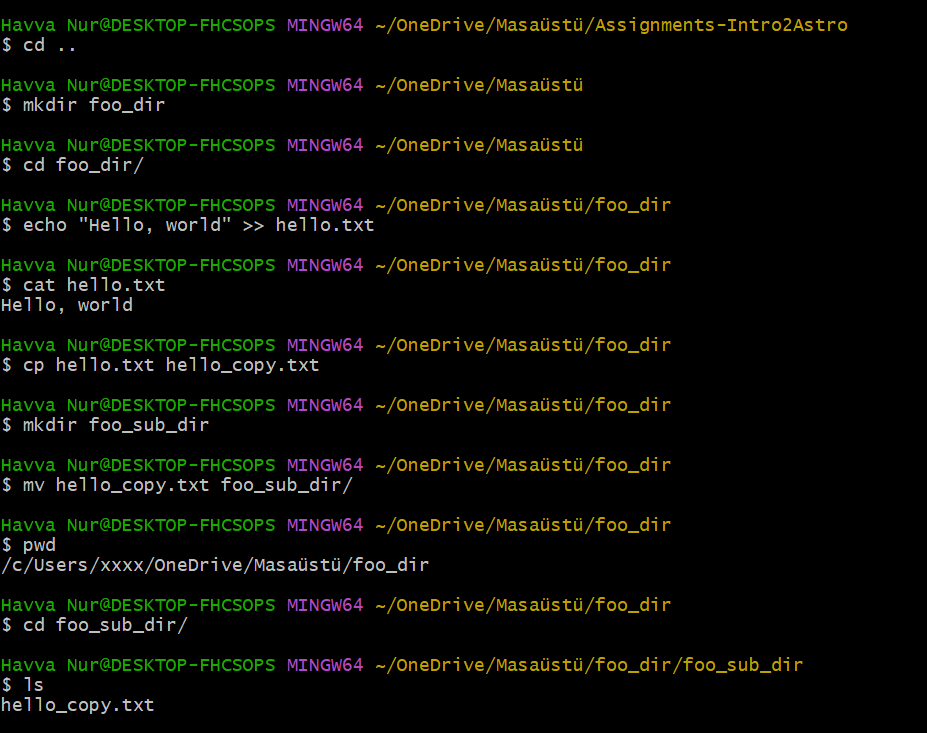 Havva Nur@DESKTOP-FHCSOPS MINGW64 ~/OneDrive/Masaüstü/Assignments-Intro2Astro
$ cd ..
Havva Nur@DESKTOP-FHCSOPS MINGW64 ~/OneDrive/Masaüstü
$ mkdir foo_dir
Havva Nur@DESKTOP-FHCSOPS MINGW64 ~/OneDrive/Masaüstü
$ cd foo_dir/
Havva Nur@DESKTOP-FHCSOPS MINGW64 ~/OneDrive/Masaüstü/foo_dir
$ echo "Hello, world" >> hello.txt
Havva Nur@DESKTOP-FHCSOPS MINGW64 ~/OneDrive/Masaüstü/foo_dir
$ cat hello.txt
Hello, world
Havva Nur@DESKTOP-FHCSOPS MINGW64 ~/OneDrive/Masaüstü/foo_dir
$ cp hello.txt hello_copy.txt
Havva Nur@DESKTOP-FHCSOPS MINGW64 ~/OneDrive/Masaüstü/foo_dir
$ mkdir foo_sub_dir
Havva Nur@DESKTOP-FHCSOPS MINGW64 ~/OneDrive/Masaüstü/foo_dir
$ mv hello_copy.txt foo_sub_dir/
Havva Nur@DESKTOP-FHCSOPS MINGW64 ~/OneDrive/Masaüstü/foo_dir
$ pwd
/c/Users/xxxx/OneDrive/Masaüstü/foo_dir
Havva Nur@DESKTOP-FHCSOPS MINGW64 ~/OneDrive/Masaüstü/foo_dir
$ cd foo_sub_dir/
Havva Nur@DESKTOP-FHCSOPS MINGW64 ~/OneDrive/Masaüstü/foo_dir/foo_sub_dir
$ ls
hello_copy.txt